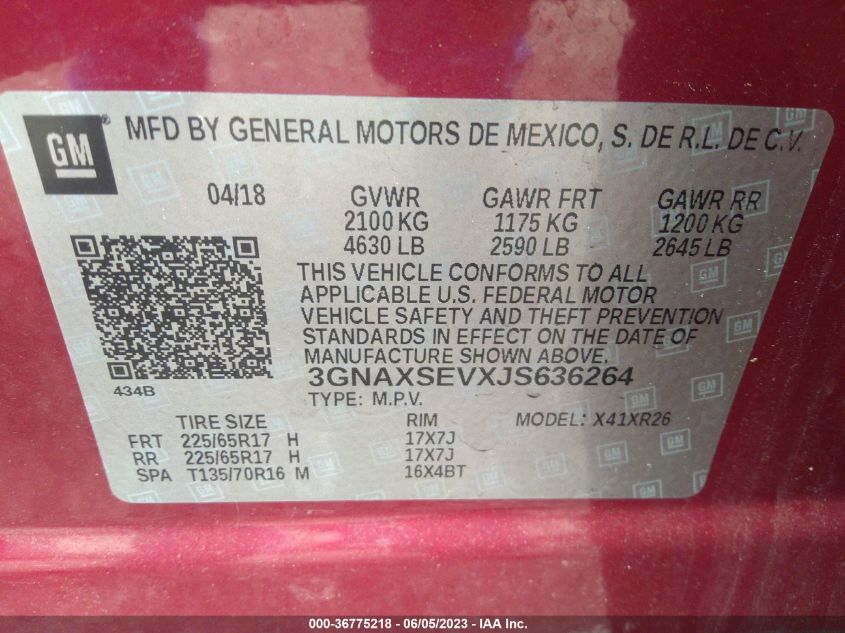 GM
®
MFD BY GENERAL MOTORS DE MEXICO, S. DE R.L. DE C.V.
04/18 GVWR GAWR FRT GAWR RR
2100 KG 1175 KG 1200 KG
4630 LB 2590 LB 2645 LB
THIS VEHICLE CONFORMS TO ALL
APPLICABLE U.S. FEDERAL MOTOR
VEHICLE SAFETY AND THEFT PREVENTION
STANDARDS IN EFFECT ON THE DATE OF
MANUFACTURE SHOWN ABOVE.
434B
3GNAXSEVXJS636264
TYPE: M.P.V.
TIRE SIZE RIM MODEL: X41XR26
FRT 225/65R17 H 17X7J
RR 225/65R17 H 17X7J
SPA T135/70R16 M 16X4BT
000-36775218 - 06/05/2023 - IAA Inc.